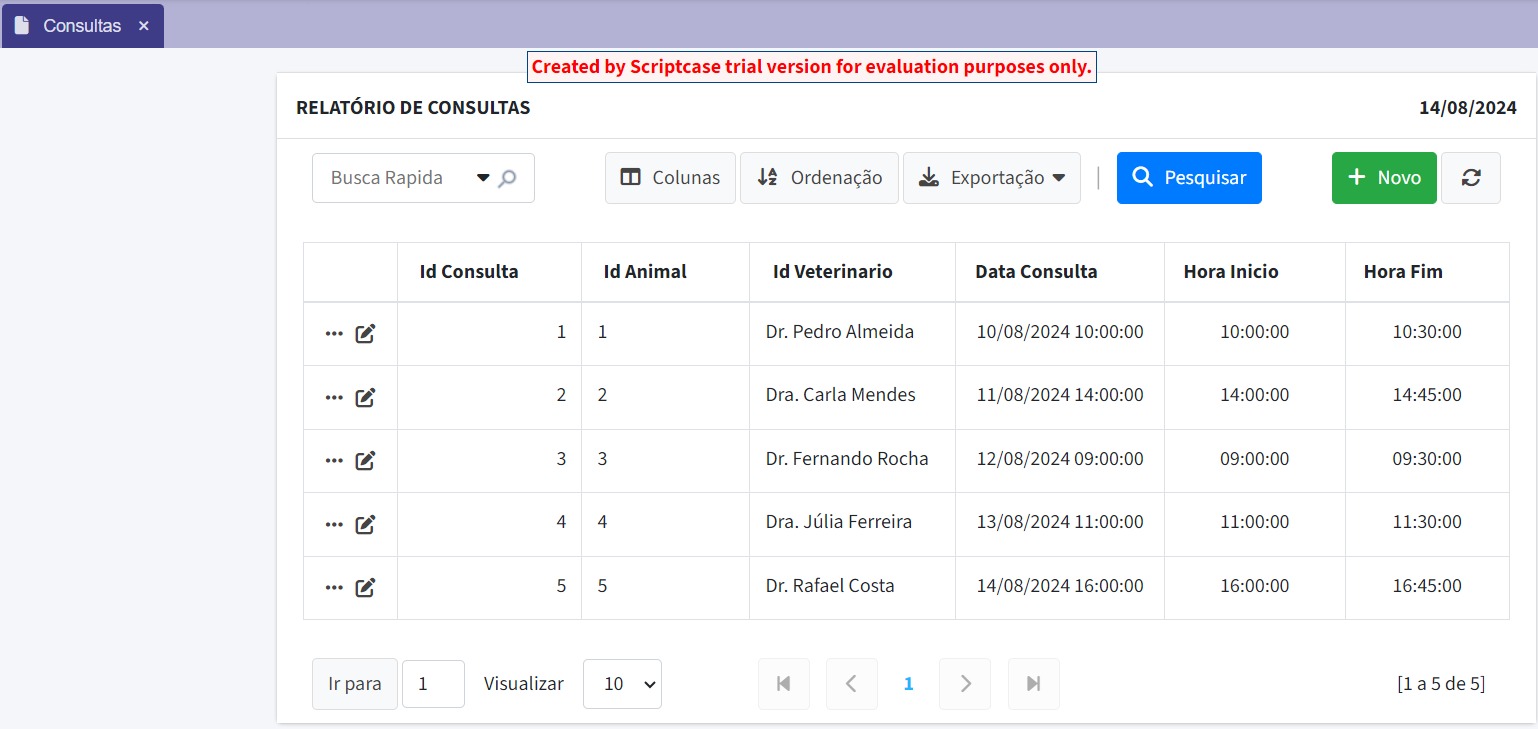 Consultas ×
Created by Scriptcase trial version for evaluation purposes only.
RELATÓRIO DE CONSULTAS 14/08/2024
Busca Rapida Colunas Ordenação Exportação | Pesquisar Novo
Id Consulta Id Animal Id Veterinario Data Consulta Hora Inicio Hora Fim
1 1 Dr. Pedro Almeida 10/08/2024 10:00:00 10:00:00 10:30:00
2 2 Dra. Carla Mendes 11/08/2024 14:00:00 14:00:00 14:45:00
3 3 Dr. Fernando Rocha 12/08/2024 09:00:00 09:00:00 09:30:00
4 4 Dra. Júlia Ferreira 13/08/2024 11:00:00 11:00:00 11:30:00
5 5 Dr. Rafael Costa 14/08/2024 16:00:00 16:00:00 16:45:00
Ir para 1 Visualizar 10 1 [1 a 5 de 5]